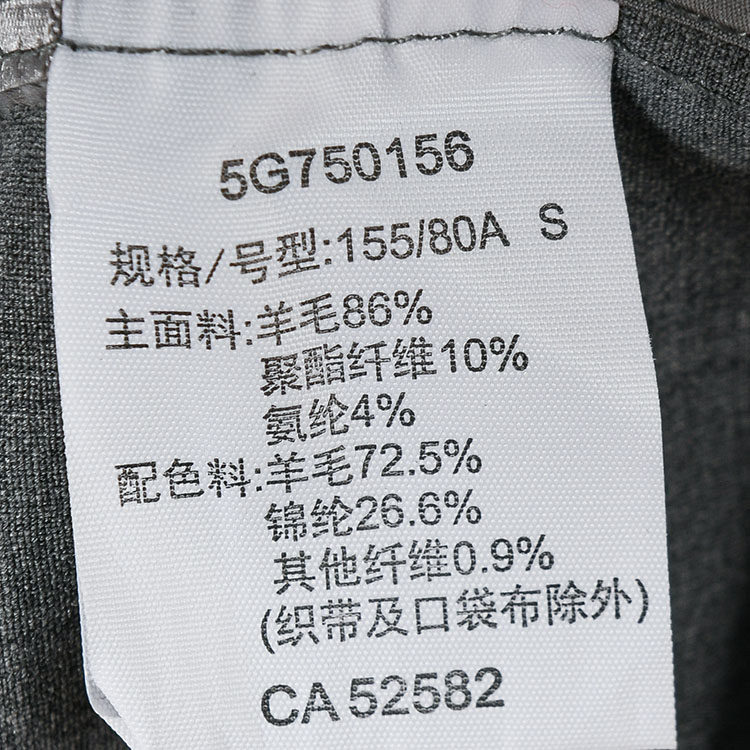 5G750156
规格/号型:155/80A S
主面料:羊毛86%
聚酯纤维10%
氨纶4%
配色料:羊毛72.5%
锦纶26.6%
其他纤维0.9%
(织带及口袋布除外)
CA 52582